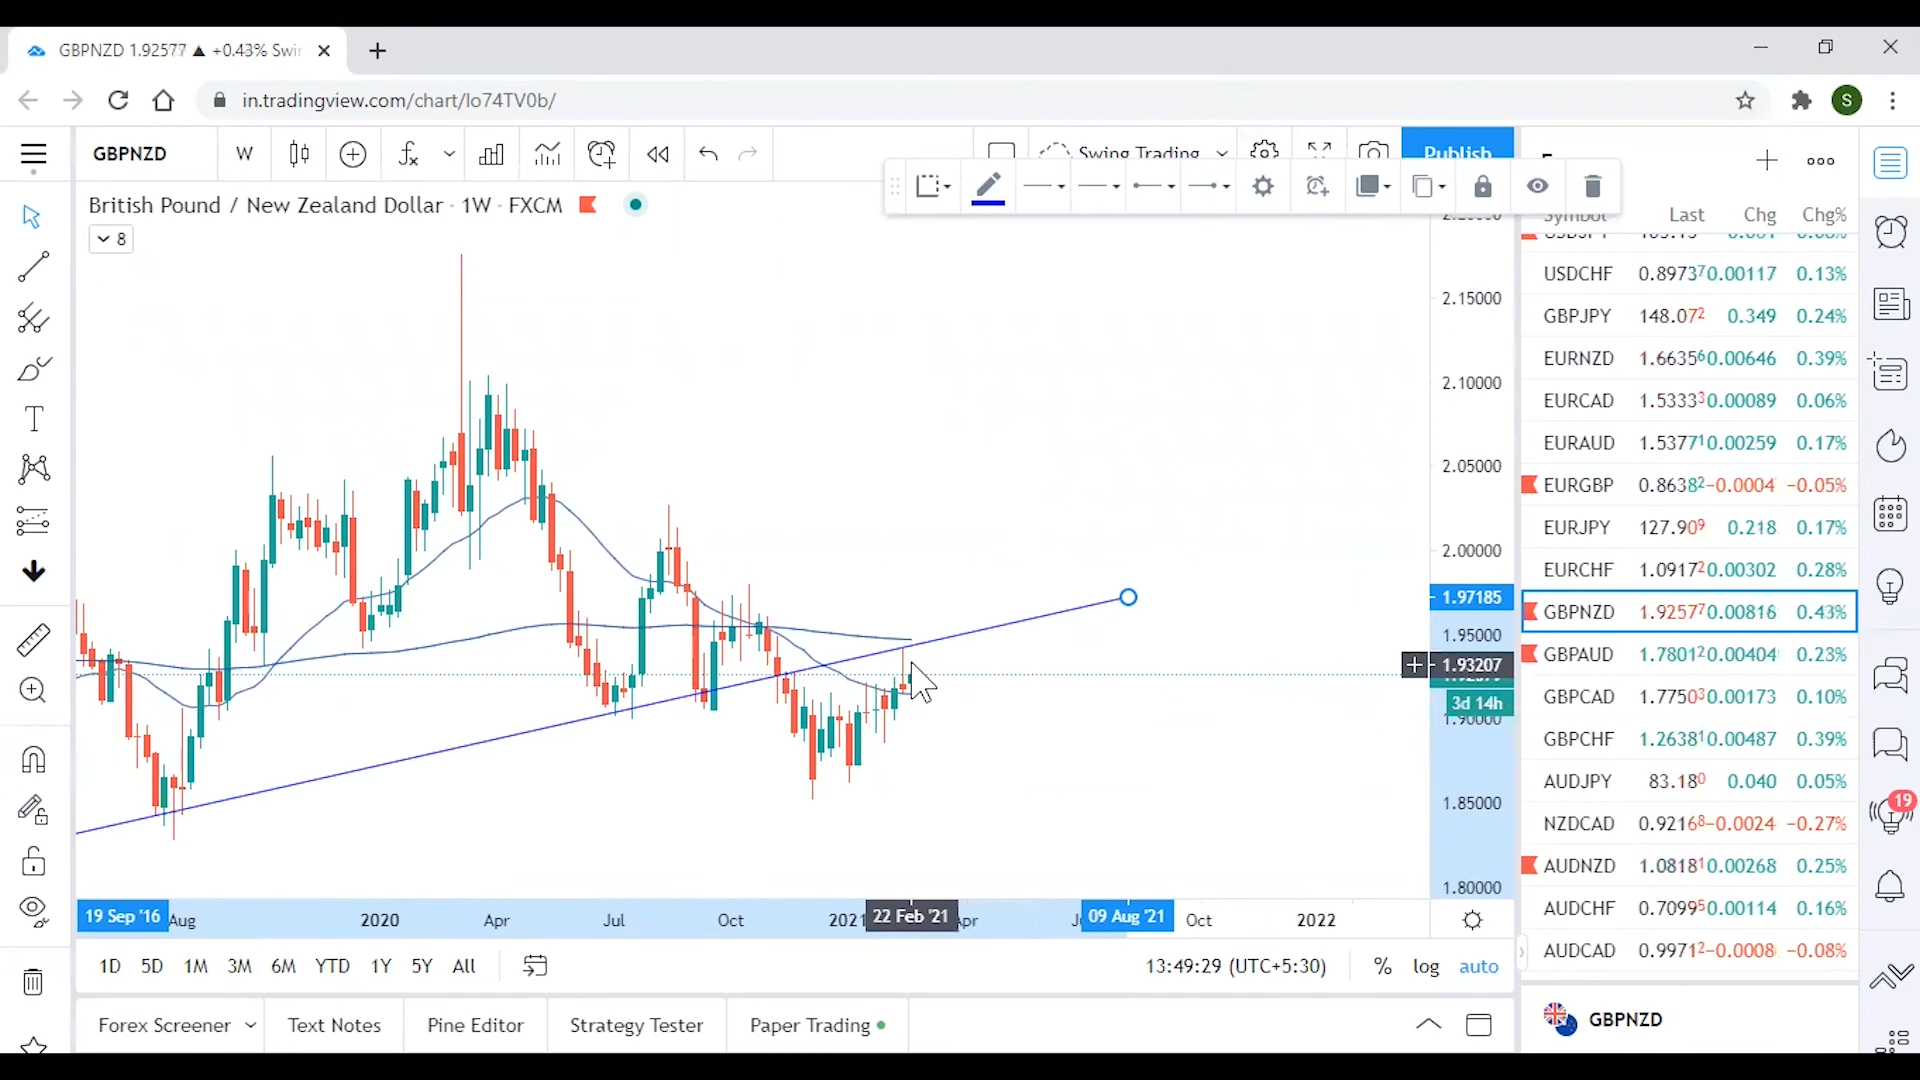 GBPNZD 1.92577 ▲ +0.43% Swin
in.tradingview.com/chart/Io74TV0b/
S
GBPNZD W Swing Trading Publish
British Pound / New Zealand Dollar · 1W · FXCM
8
Symbol Last Chg Chg%
USDCHF 0.89737 0.00117 0.13%
GBPJPY 148.072 0.349 0.24%
EURNZD 1.66356 0.00646 0.39%
EURCAD 1.53333 0.00089 0.06%
EURAUD 1.53771 0.00259 0.17%
EURGBP 0.86382 −0.0004 −0.05%
EURJPY 127.909 0.218 0.17%
EURCHF 1.09172 0.00302 0.28%
GBPNZD 1.92577 0.00816 0.43%
GBPAUD 1.78012 0.00404 0.23%
GBPCAD 1.77503 0.00173 0.10%
GBPCHF 1.26381 0.00487 0.39%
AUDJPY 83.180 0.040 0.05%
NZDCAD 0.92168 −0.0024 −0.27%
AUDNZD 1.08181 0.00268 0.25%
AUDCHF 0.70995 0.00114 0.16%
AUDCAD 0.99712 −0.0008 −0.08%
GBPNZD
19
2.15000
2.10000
2.05000
2.00000
1.97185
1.95000
1.93207
3d 14h
1.90000
1.85000
1.80000
19 Sep '16 Aug 2020 Apr Jul Oct 2021 22 Feb '21 09 Aug '21 Oct 2022
1D 5D 1M 3M 6M YTD 1Y 5Y All 13:49:29 (UTC+5:30) % log auto
Forex Screener Text Notes Pine Editor Strategy Tester Paper Trading